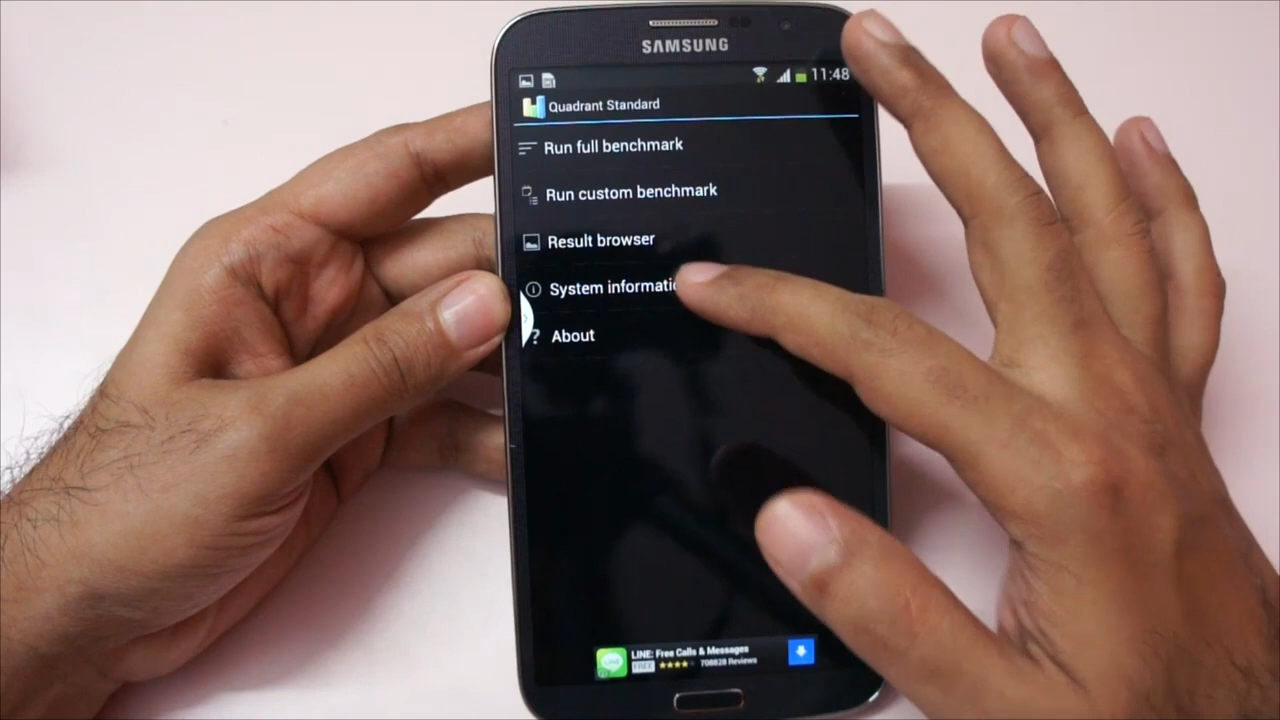 SAMSUNG
11:48
Quadrant Standard
Run full benchmark
Run custom benchmark
Result browser
System informatio
? About
LINE: Free Calls & Messages
FREE 708828 Reviews